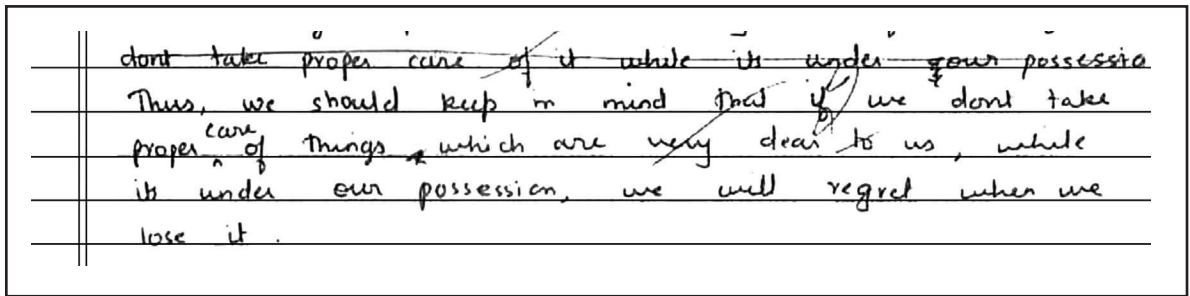 dont take proper care of it while its under our possessio
Thus, we should keep in mind that if we dont take
proper care of things which are very dear to us, while
its under our possession, we will regret when we
lose it.